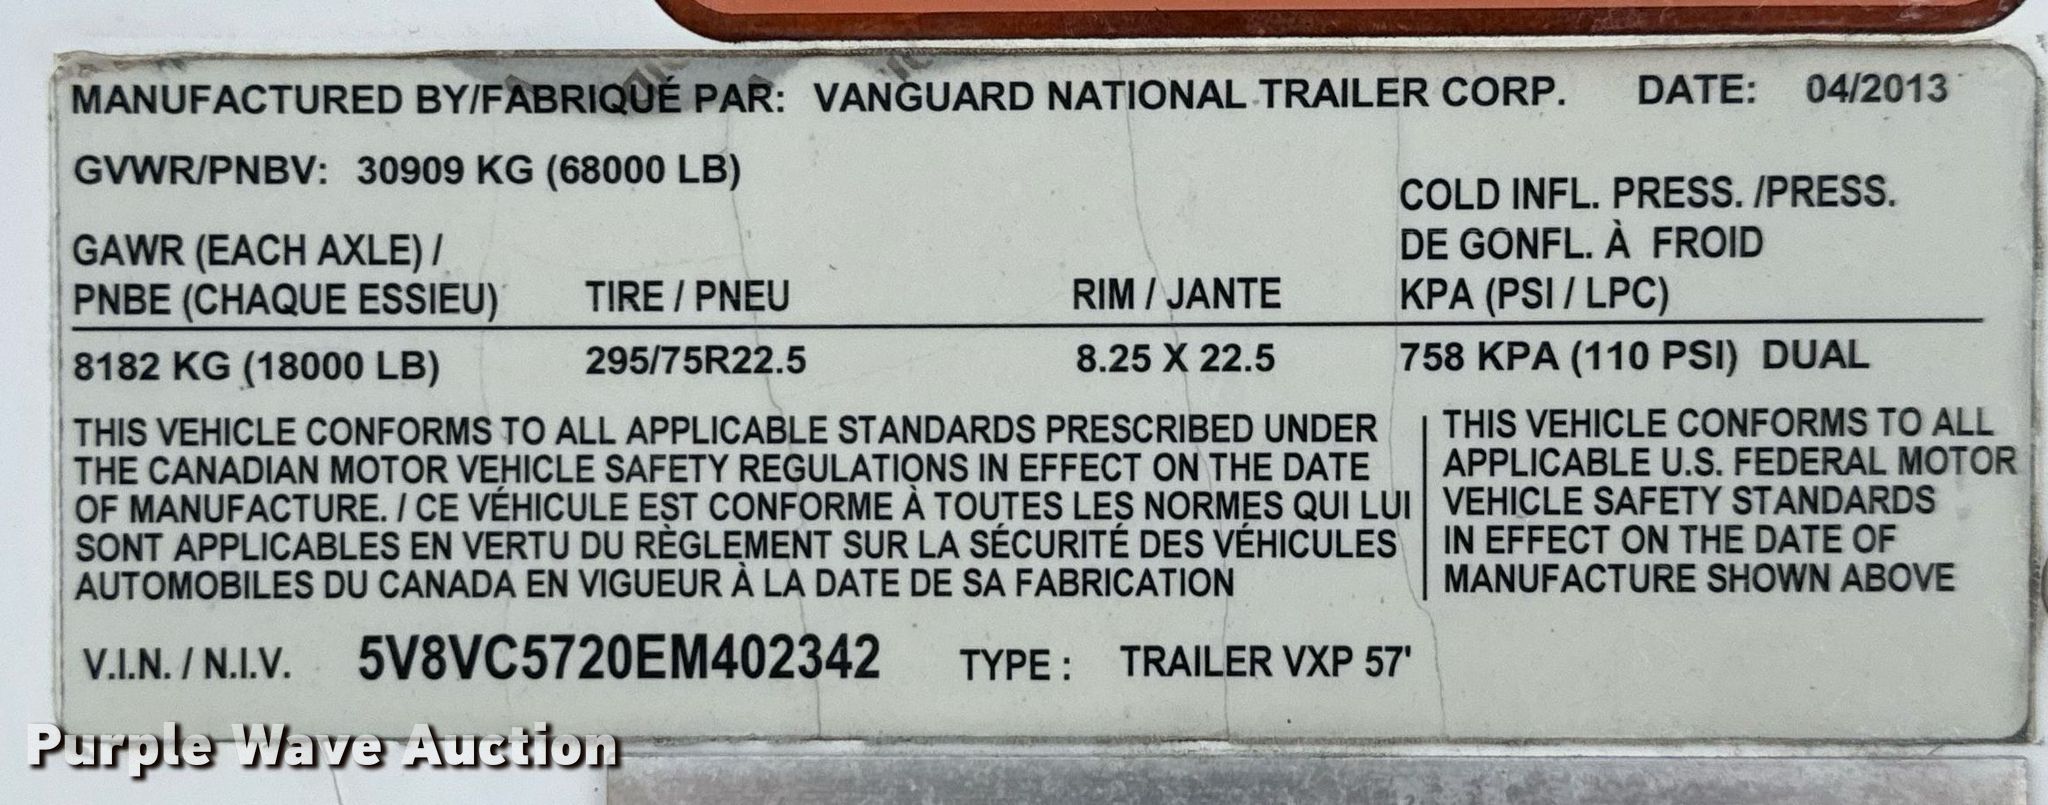 MANUFACTURED BY/FABRIQUÉ PAR: VANGUARD NATIONAL TRAILER CORP. DATE: 04/2013
GVWR/PNBV: 30909 KG (68000 LB)
COLD INFL. PRESS. /PRESS.
GAWR (EACH AXLE) / DE GONFL. À FROID
PNBE (CHAQUE ESSIEU) TIRE / PNEU RIM / JANTE KPA (PSI / LPC)
8182 KG (18000 LB) 295/75R22.5 8.25 X 22.5 758 KPA (110 PSI) DUAL
THIS VEHICLE CONFORMS TO ALL APPLICABLE STANDARDS PRESCRIBED UNDER
THE CANADIAN MOTOR VEHICLE SAFETY REGULATIONS IN EFFECT ON THE DATE
OF MANUFACTURE. / CE VÉHICULE EST CONFORME À TOUTES LES NORMES QUI LUI
SONT APPLICABLES EN VERTU DU RÈGLEMENT SUR LA SÉCURITÉ DES VÉHICULES
AUTOMOBILES DU CANADA EN VIGUEUR À LA DATE DE SA FABRICATION
THIS VEHICLE CONFORMS TO ALL
APPLICABLE U.S. FEDERAL MOTOR
VEHICLE SAFETY STANDARDS
IN EFFECT ON THE DATE OF
MANUFACTURE SHOWN ABOVE
V.I.N. / N.I.V. 5V8VC5720EM402342 TYPE : TRAILER VXP 57'
Purple Wave Auction